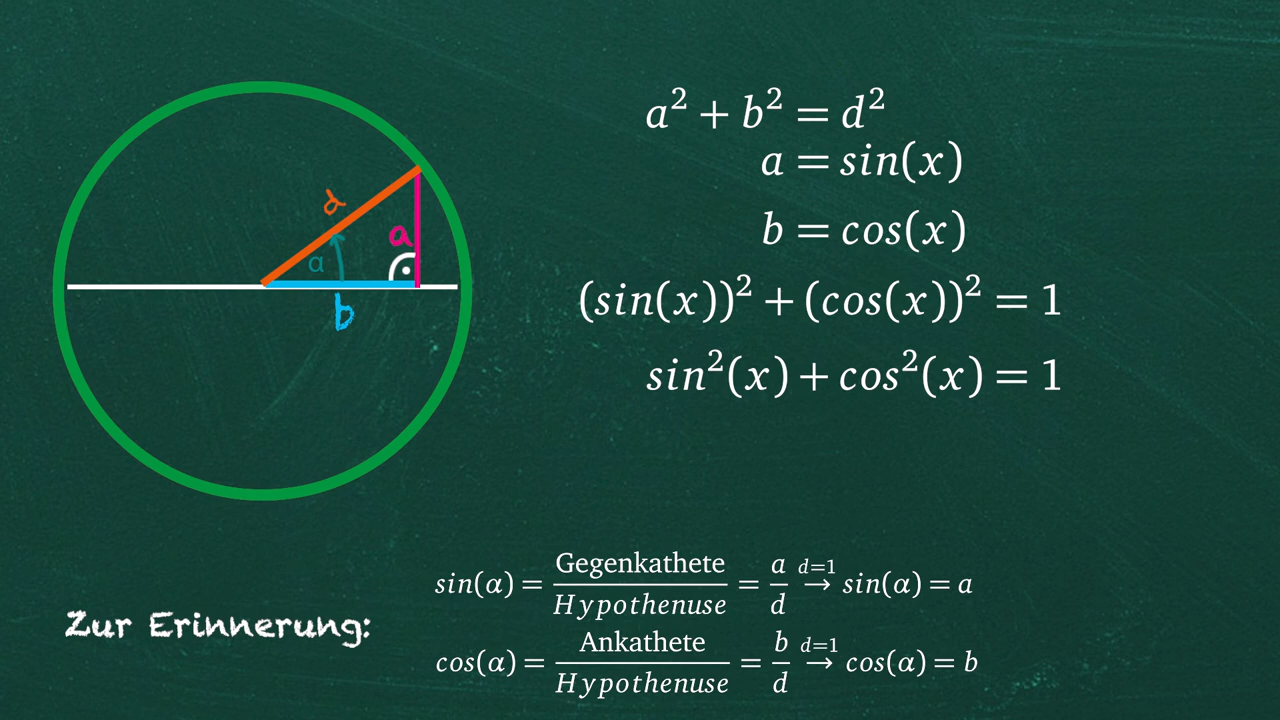 a² + b² = d²
a = sin(x)
b = cos(x)
(sin(x))² + (cos(x))² = 1
sin²(x) + cos²(x) = 1
d
a
α
b
Zur Erinnerung:
sin(α) = Gegenkathete / Hypothenuse = a / d d=1 → sin(α) = a
cos(α) = Ankathete / Hypothenuse = b / d d=1 → cos(α) = b